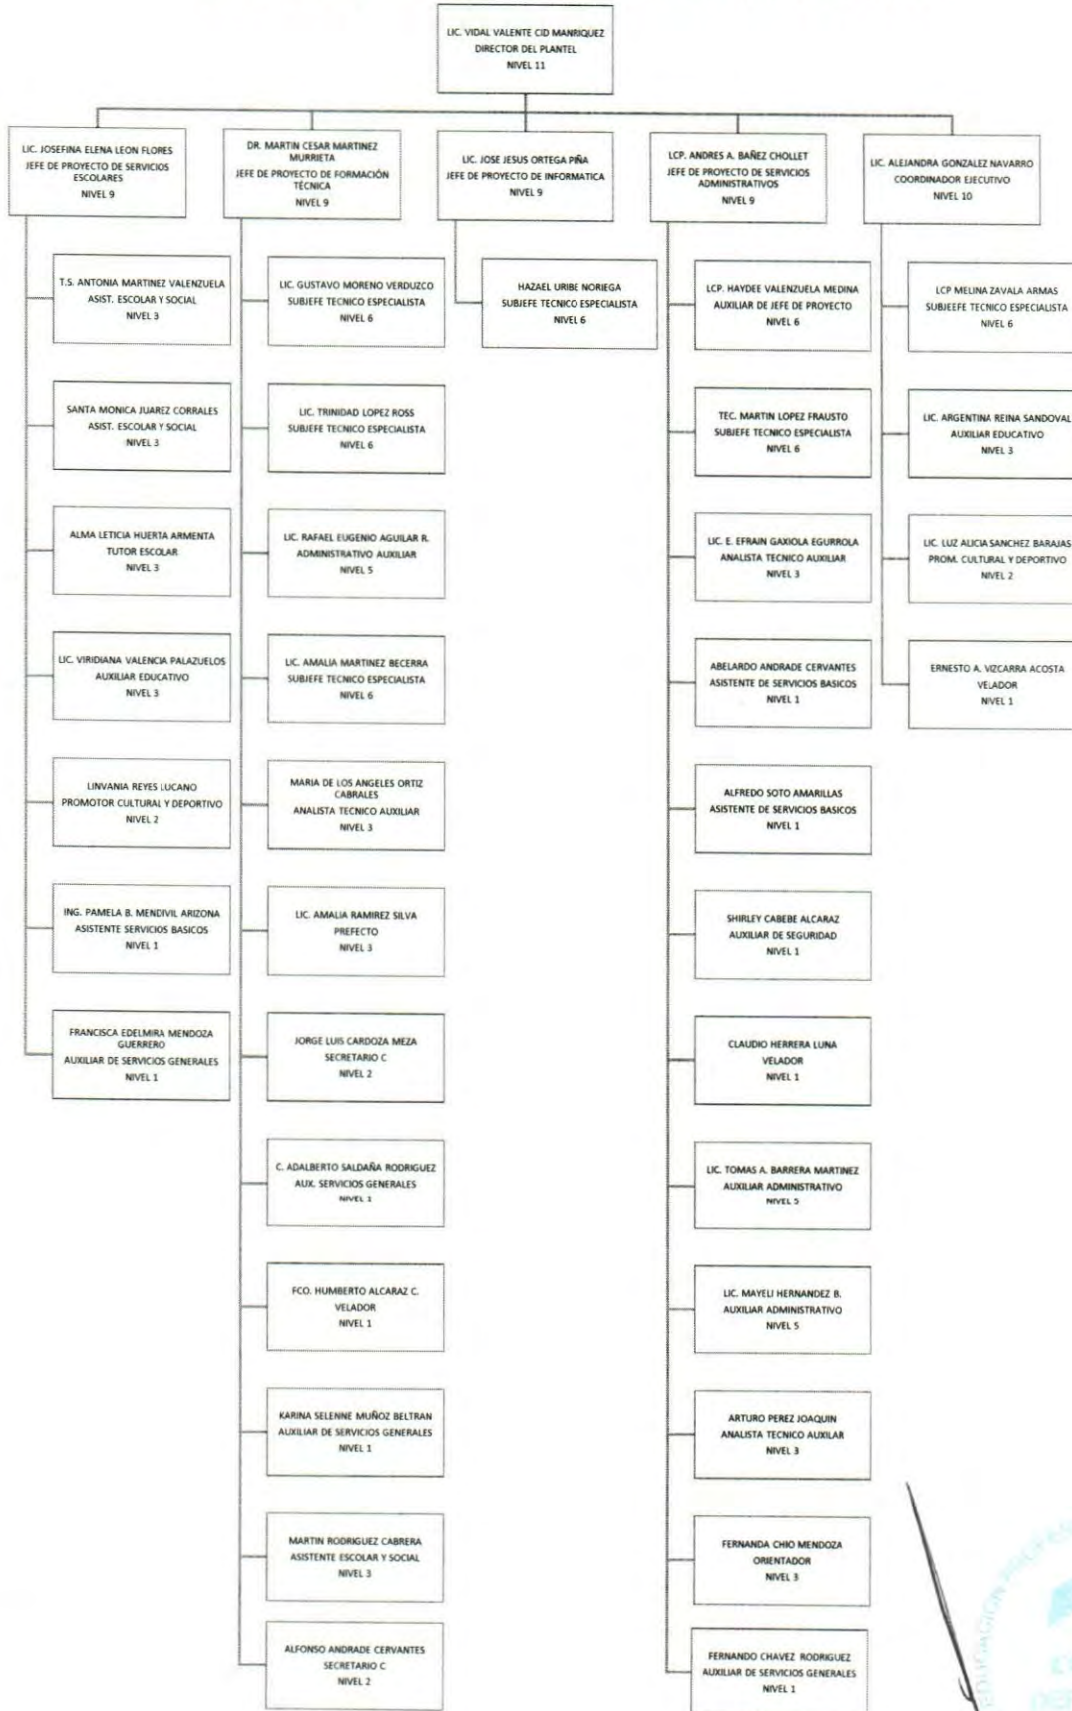 LIC. VIDAL VALENTE CID MANRIQUEZ
DIRECTOR DEL PLANTEL
NIVEL 11
LIC. JOSEFINA ELENA LEON FLORES
JEFE DE PROYECTO DE SERVICIOS
ESCOLARES
NIVEL 9
DR. MARTIN CESAR MARTINEZ
MURRIETA
JEFE DE PROYECTO DE FORMACIÓN
TÉCNICA
NIVEL 9
LIC. JOSE JESUS ORTEGA PIÑA
JEFE DE PROYECTO DE INFORMATICA
NIVEL 9
LCP. ANDRES A. BAÑEZ CHOLLET
JEFE DE PROYECTO DE SERVICIOS
ADMINISTRATIVOS
NIVEL 9
LIC. ALEJANDRA GONZALEZ NAVARRO
COORDINADOR EJECUTIVO
NIVEL 10
T.S. ANTONIA MARTINEZ VALENZUELA
ASIST. ESCOLAR Y SOCIAL
NIVEL 3
SANTA MONICA JUAREZ CORRALES
ASIST. ESCOLAR Y SOCIAL
NIVEL 3
ALMA LETICIA HUERTA ARMENTA
TUTOR ESCOLAR
NIVEL 3
LIC. VIRIDIANA VALENCIA PALAZUELOS
AUXILIAR EDUCATIVO
NIVEL 3
LINVANIA REYES LUCANO
PROMOTOR CULTURAL Y DEPORTIVO
NIVEL 2
ING. PAMELA B. MENDIVIL ARIZONA
ASISTENTE SERVICIOS BASICOS
NIVEL 1
FRANCISCA EDELMIRA MENDOZA
GUERRERO
AUXILIAR DE SERVICIOS GENERALES
NIVEL 1
LIC. GUSTAVO MORENO VERDUZCO
SUBJEFE TECNICO ESPECIALISTA
NIVEL 6
LIC. TRINIDAD LOPEZ ROSS
SUBJEFE TECNICO ESPECIALISTA
NIVEL 6
LIC. RAFAEL EUGENIO AGUILAR R.
ADMINISTRATIVO AUXILIAR
NIVEL 5
LIC. AMALIA MARTINEZ BECERRA
SUBJEFE TECNICO ESPECIALISTA
NIVEL 6
MARIA DE LOS ANGELES ORTIZ
CABRALES
ANALISTA TECNICO AUXILIAR
NIVEL 3
LIC. AMALIA RAMIREZ SILVA
PREFECTO
NIVEL 3
JORGE LUIS CARDOZA MEZA
SECRETARIO C
NIVEL 2
C. ADALBERTO SALDAÑA RODRIGUEZ
AUX. SERVICIOS GENERALES
NIVEL 1
FCO. HUMBERTO ALCARAZ C.
VELADOR
NIVEL 1
KARINA SELENNE MUÑOZ BELTRAN
AUXILIAR DE SERVICIOS GENERALES
NIVEL 1
MARTIN RODRIGUEZ CABRERA
ASISTENTE ESCOLAR Y SOCIAL
NIVEL 3
ALFONSO ANDRADE CERVANTES
SECRETARIO C
NIVEL 2
HAZAEL URIBE NORIEGA
SUBJEFE TECNICO ESPECIALISTA
NIVEL 6
LCP. HAYDEE VALENZUELA MEDINA
AUXILIAR DE JEFE DE PROYECTO
NIVEL 6
TEC. MARTIN LOPEZ FRAUSTO
SUBJEFE TECNICO ESPECIALISTA
NIVEL 6
LIC. E. EFRAIN GAXIOLA EGURROLA
ANALISTA TECNICO AUXILIAR
NIVEL 3
ABELARDO ANDRADE CERVANTES
ASISTENTE DE SERVICIOS BASICOS
NIVEL 1
ALFREDO SOTO AMARILLAS
ASISTENTE DE SERVICIOS BASICOS
NIVEL 1
SHIRLEY CABEBE ALCARAZ
AUXILIAR DE SEGURIDAD
NIVEL 1
CLAUDIO HERRERA LUNA
VELADOR
NIVEL 1
LIC. TOMAS A. BARRERA MARTINEZ
AUXILIAR ADMINISTRATIVO
NIVEL 5
LIC. MAYELI HERNANDEZ B.
AUXILIAR ADMINISTRATIVO
NIVEL 5
ARTURO PEREZ JOAQUIN
ANALISTA TECNICO AUXILAR
NIVEL 3
FERNANDA CHIO MENDOZA
ORIENTADOR
NIVEL 3
FERNANDO CHAVEZ RODRIGUEZ
AUXILIAR DE SERVICIOS GENERALES
NIVEL 1
LCP MELINA ZAVALA ARMAS
SUBJEEFE TECNICO ESPECIALISTA
NIVEL 6
LIC. ARGENTINA REINA SANDOVAL
AUXILIAR EDUCATIVO
NIVEL 3
LIC. LUZ ALICIA SANCHEZ BARAJAS
PROM. CULTURAL Y DEPORTIVO
NIVEL 2
ERNESTO A. VIZCARRA ACOSTA
VELADOR
NIVEL 1
EDUCACION